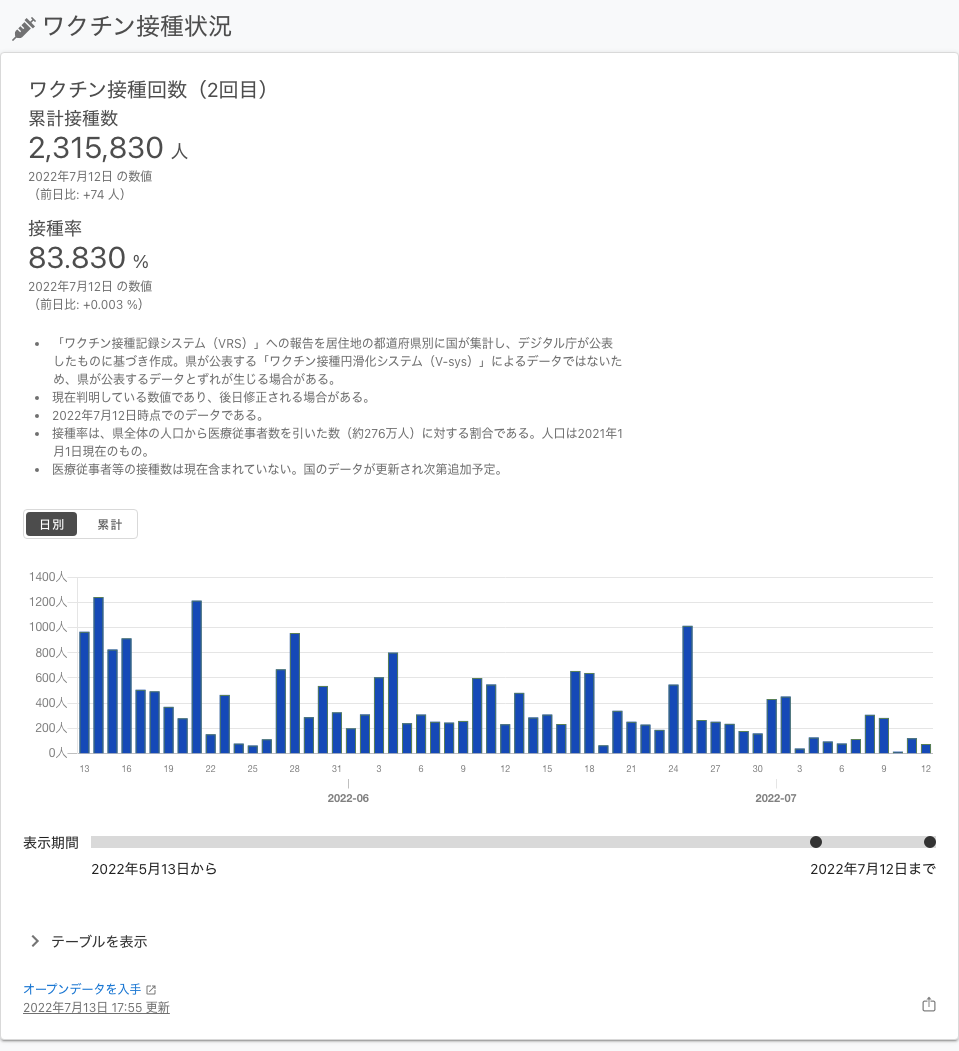 ワクチン接種状況
ワクチン接種回数（2回目）
累計接種数
2,315,830 人
2022年7月12日 の数値
（前日比: +74 人）
接種率
83.830 %
2022年7月12日 の数値
（前日比: +0.003 %）
• 「ワクチン接種記録システム（VRS）」への報告を居住地の都道府県別に国が集計し、デジタル庁が公表
したものに基づき作成。県が公表する「ワクチン接種円滑化システム（V-sys）」によるデータではないた
め、県が公表するデータとずれが生じる場合がある。
• 現在判明している数値であり、後日修正される場合がある。
• 2022年7月12日時点でのデータである。
• 接種率は、県全体の人口から医療従事者数を引いた数（約276万人）に対する割合である。人口は2021年1
月1日現在のもの。
• 医療従事者等の接種数は現在含まれていない。国のデータが更新され次第追加予定。
日別 累計
1400人
1200人
1000人
800人
600人
400人
200人
0人
13 16 19 22 25 28 31 3 6 9 12 15 18 21 24 27 30 3 6 9 12
2022-06 2022-07
表示期間
2022年5月13日から 2022年7月12日まで
テーブルを表示
オープンデータを入手
2022年7月13日 17:55 更新